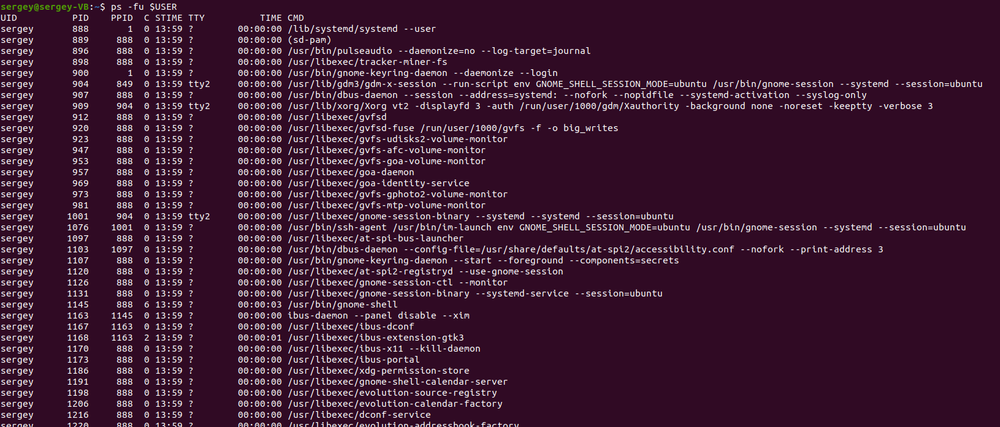 sergey@sergey-VB:~$ ps -fu $USER
UID          PID    PPID  C STIME TTY          TIME CMD
sergey       888       1  0 13:59 ?        00:00:00 /lib/systemd/systemd --user
sergey       889     888  0 13:59 ?        00:00:00 (sd-pam)
sergey       896     888  0 13:59 ?        00:00:00 /usr/bin/pulseaudio --daemonize=no --log-target=journal
sergey       898     888  0 13:59 ?        00:00:00 /usr/libexec/tracker-miner-fs
sergey       900       1  0 13:59 ?        00:00:00 /usr/bin/gnome-keyring-daemon --daemonize --login
sergey       904     849  0 13:59 tty2     00:00:00 /usr/lib/gdm3/gdm-x-session --run-script env GNOME_SHELL_SESSION_MODE=ubuntu /usr/bin/gnome-session --systemd --session=ubuntu
sergey       907     888  0 13:59 ?        00:00:00 /usr/bin/dbus-daemon --session --address=systemd: --nofork --nopidfile --systemd-activation --syslog-only
sergey       909     904  0 13:59 tty2     00:00:00 /usr/lib/xorg/Xorg vt2 -displayfd 3 -auth /run/user/1000/gdm/Xauthority -background none -noreset -keeptty -verbose 3
sergey       912     888  0 13:59 ?        00:00:00 /usr/libexec/gvfsd
sergey       920     888  0 13:59 ?        00:00:00 /usr/libexec/gvfsd-fuse /run/user/1000/gvfs -f -o big_writes
sergey       923     888  0 13:59 ?        00:00:00 /usr/libexec/gvfs-udisks2-volume-monitor
sergey       947     888  0 13:59 ?        00:00:00 /usr/libexec/gvfs-afc-volume-monitor
sergey       953     888  0 13:59 ?        00:00:00 /usr/libexec/gvfs-goa-volume-monitor
sergey       957     888  0 13:59 ?        00:00:00 /usr/libexec/goa-daemon
sergey       969     888  0 13:59 ?        00:00:00 /usr/libexec/goa-identity-service
sergey       973     888  0 13:59 ?        00:00:00 /usr/libexec/gvfs-gphoto2-volume-monitor
sergey       981     888  0 13:59 ?        00:00:00 /usr/libexec/gvfs-mtp-volume-monitor
sergey      1001     904  0 13:59 tty2     00:00:00 /usr/libexec/gnome-session-binary --systemd --systemd --session=ubuntu
sergey      1076    1001  0 13:59 ?        00:00:00 /usr/bin/ssh-agent /usr/bin/im-launch env GNOME_SHELL_SESSION_MODE=ubuntu /usr/bin/gnome-session --systemd --session=ubuntu
sergey      1097     888  0 13:59 ?        00:00:00 /usr/libexec/at-spi-bus-launcher
sergey      1103    1097  0 13:59 ?        00:00:00 /usr/bin/dbus-daemon --config-file=/usr/share/defaults/at-spi2/accessibility.conf --nofork --print-address 3
sergey      1107     888  0 13:59 ?        00:00:00 /usr/bin/gnome-keyring-daemon --start --foreground --components=secrets
sergey      1120     888  0 13:59 ?        00:00:00 /usr/libexec/at-spi2-registryd --use-gnome-session
sergey      1126     888  0 13:59 ?        00:00:00 /usr/libexec/gnome-session-ctl --monitor
sergey      1131     888  0 13:59 ?        00:00:00 /usr/libexec/gnome-session-binary --systemd-service --session=ubuntu
sergey      1145     888  6 13:59 ?        00:00:03 /usr/bin/gnome-shell
sergey      1163    1145  0 13:59 ?        00:00:00 ibus-daemon --panel disable --xim
sergey      1167    1163  0 13:59 ?        00:00:00 /usr/libexec/ibus-dconf
sergey      1168    1163  2 13:59 ?        00:00:01 /usr/libexec/ibus-extension-gtk3
sergey      1170     888  0 13:59 ?        00:00:00 /usr/libexec/ibus-x11 --kill-daemon
sergey      1173     888  0 13:59 ?        00:00:00 /usr/libexec/ibus-portal
sergey      1186     888  0 13:59 ?        00:00:00 /usr/libexec/xdg-permission-store
sergey      1191     888  0 13:59 ?        00:00:00 /usr/libexec/gnome-shell-calendar-server
sergey      1198     888  0 13:59 ?        00:00:00 /usr/libexec/evolution-source-registry
sergey      1206     888  0 13:59 ?        00:00:00 /usr/libexec/evolution-calendar-factory
sergey      1216     888  0 13:59 ?        00:00:00 /usr/libexec/dconf-service
sergey      1220     888  0 13:59 ?        00:00:00 /usr/libexec/evolution-addressbook-factory